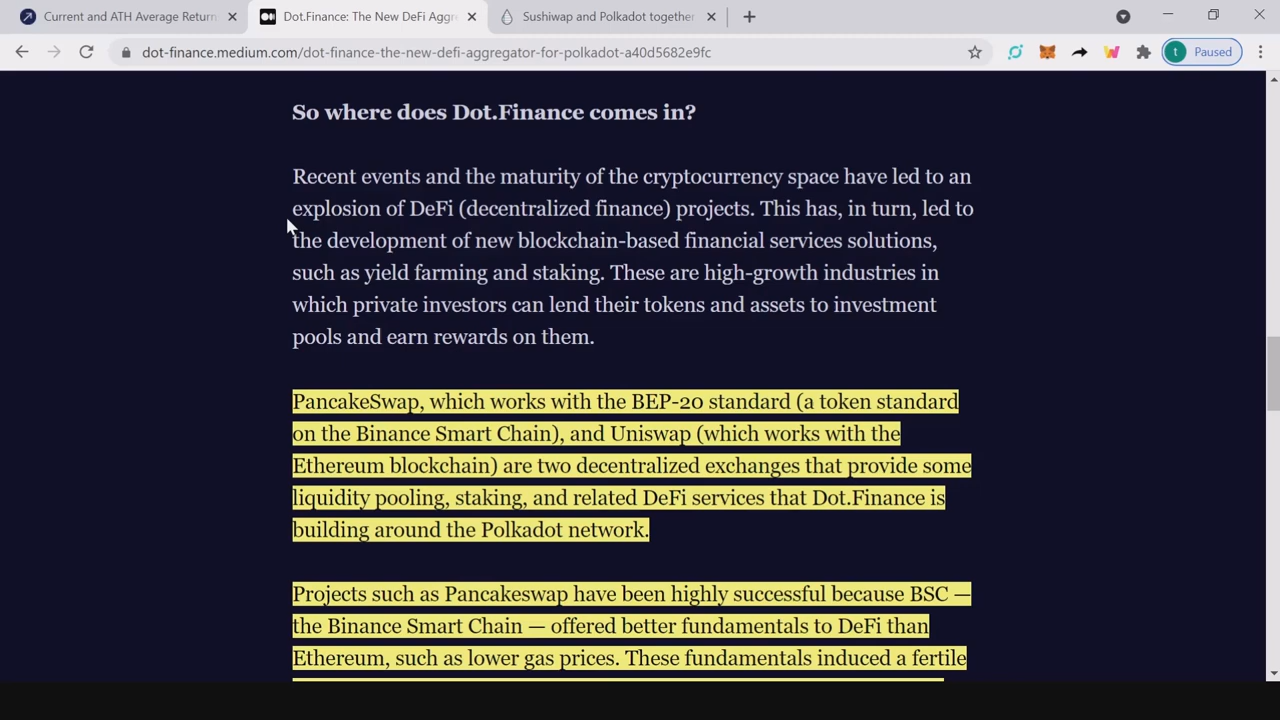 Current and ATH Average Return
Dot.Finance: The New DeFi Aggre
Sushiwap and Polkadot together
dot-finance.medium.com/dot-finance-the-new-defi-aggregator-for-polkadot-a40d5682e9fc
t Paused
So where does Dot.Finance comes in?
Recent events and the maturity of the cryptocurrency space have led to an
explosion of DeFi (decentralized finance) projects. This has, in turn, led to
the development of new blockchain-based financial services solutions,
such as yield farming and staking. These are high-growth industries in
which private investors can lend their tokens and assets to investment
pools and earn rewards on them.
PancakeSwap, which works with the BEP-20 standard (a token standard
on the Binance Smart Chain), and Uniswap (which works with the
Ethereum blockchain) are two decentralized exchanges that provide some
liquidity pooling, staking, and related DeFi services that Dot.Finance is
building around the Polkadot network.
Projects such as Pancakeswap have been highly successful because BSC —
the Binance Smart Chain — offered better fundamentals to DeFi than
Ethereum, such as lower gas prices. These fundamentals induced a fertile